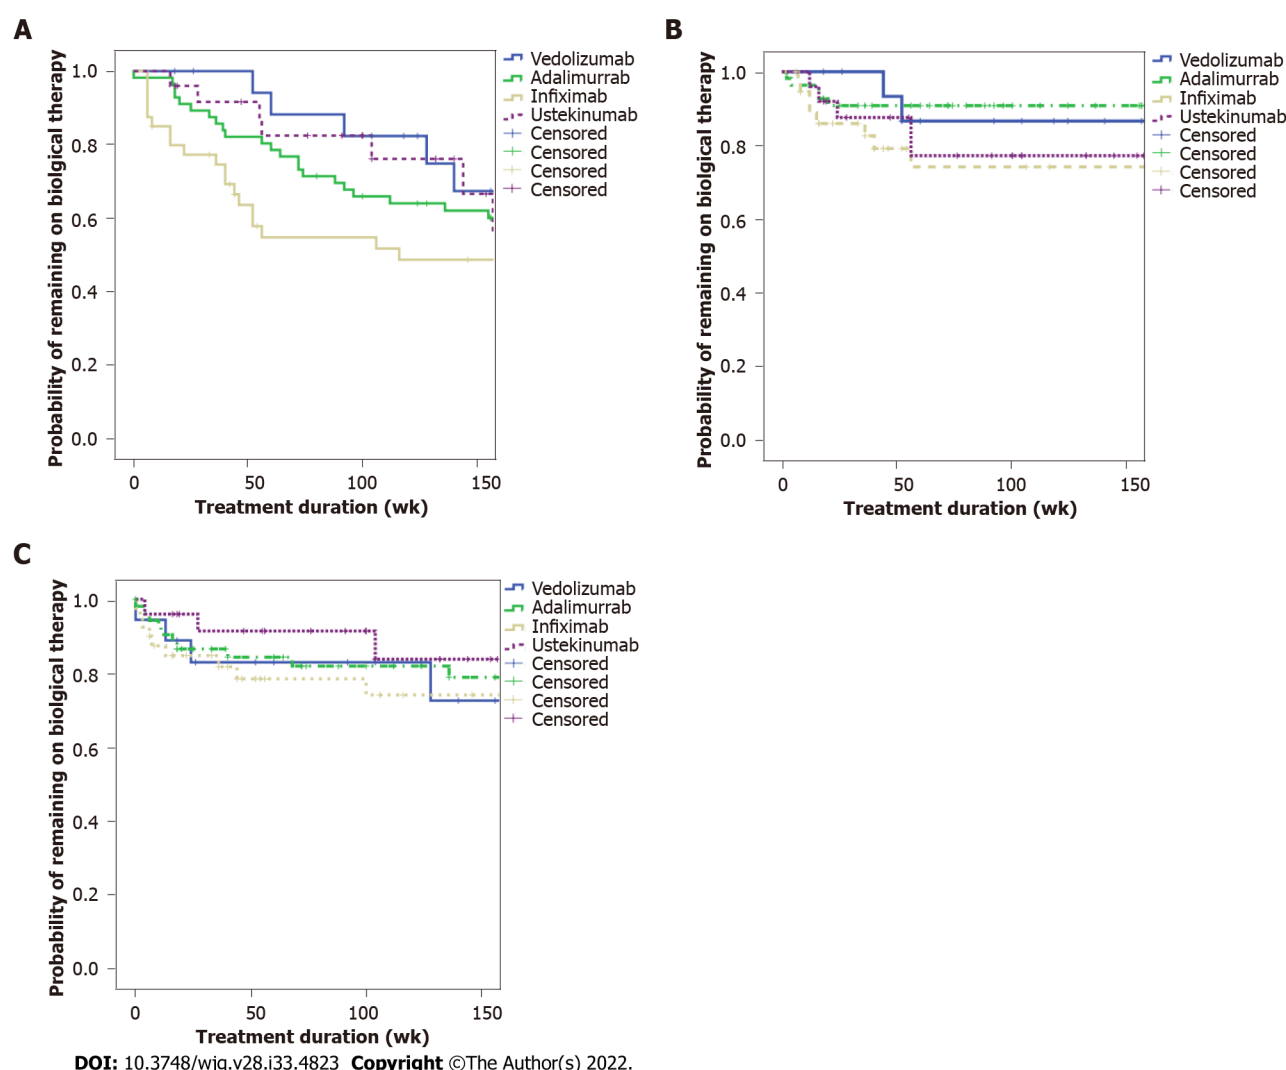 A
Probability of remaining on biolgical therapy
1.0
0.8
0.6
0.4
0.2
0.0
0 50 100 150
Treatment duration (wk)
Vedolizumab
Adalimurrab
Infiximab
Ustekinumab
Censored
Censored
Censored
Censored
B
Probability of remaining on biolgical therapy
1.0
0.8
0.6
0.4
0.2
0.0
0 50 100 150
Treatment duration (wk)
Vedolizumab
Adalimurrab
Infiximab
Ustekinumab
Censored
Censored
Censored
Censored
C
Probability of remaining on biolgical therapy
1.0
0.8
0.6
0.4
0.2
0.0
0 50 100 150
Treatment duration (wk)
Vedolizumab
Adalimurrab
Infiximab
Ustekinumab
Censored
Censored
Censored
Censored
DOI: 10.3748/wjg.v28.i33.4823 Copyright ©The Author(s) 2022.